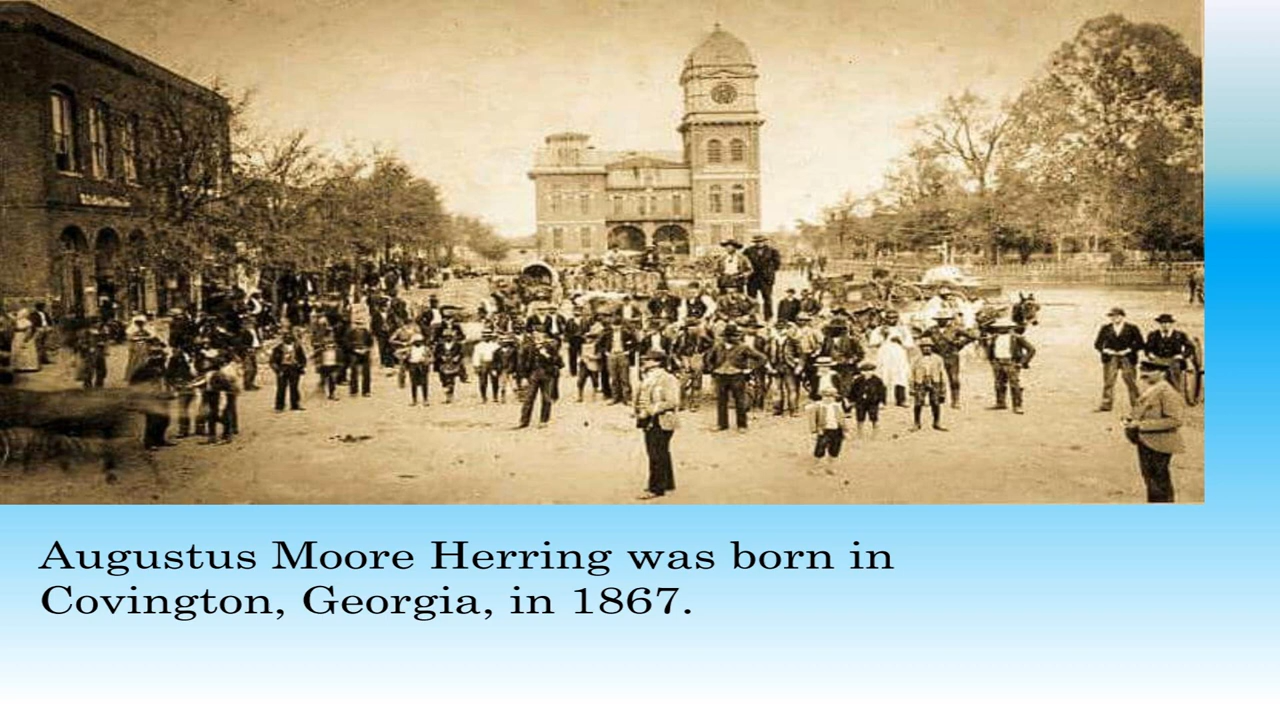 Augustus Moore Herring was born in
Covington, Georgia, in 1867.